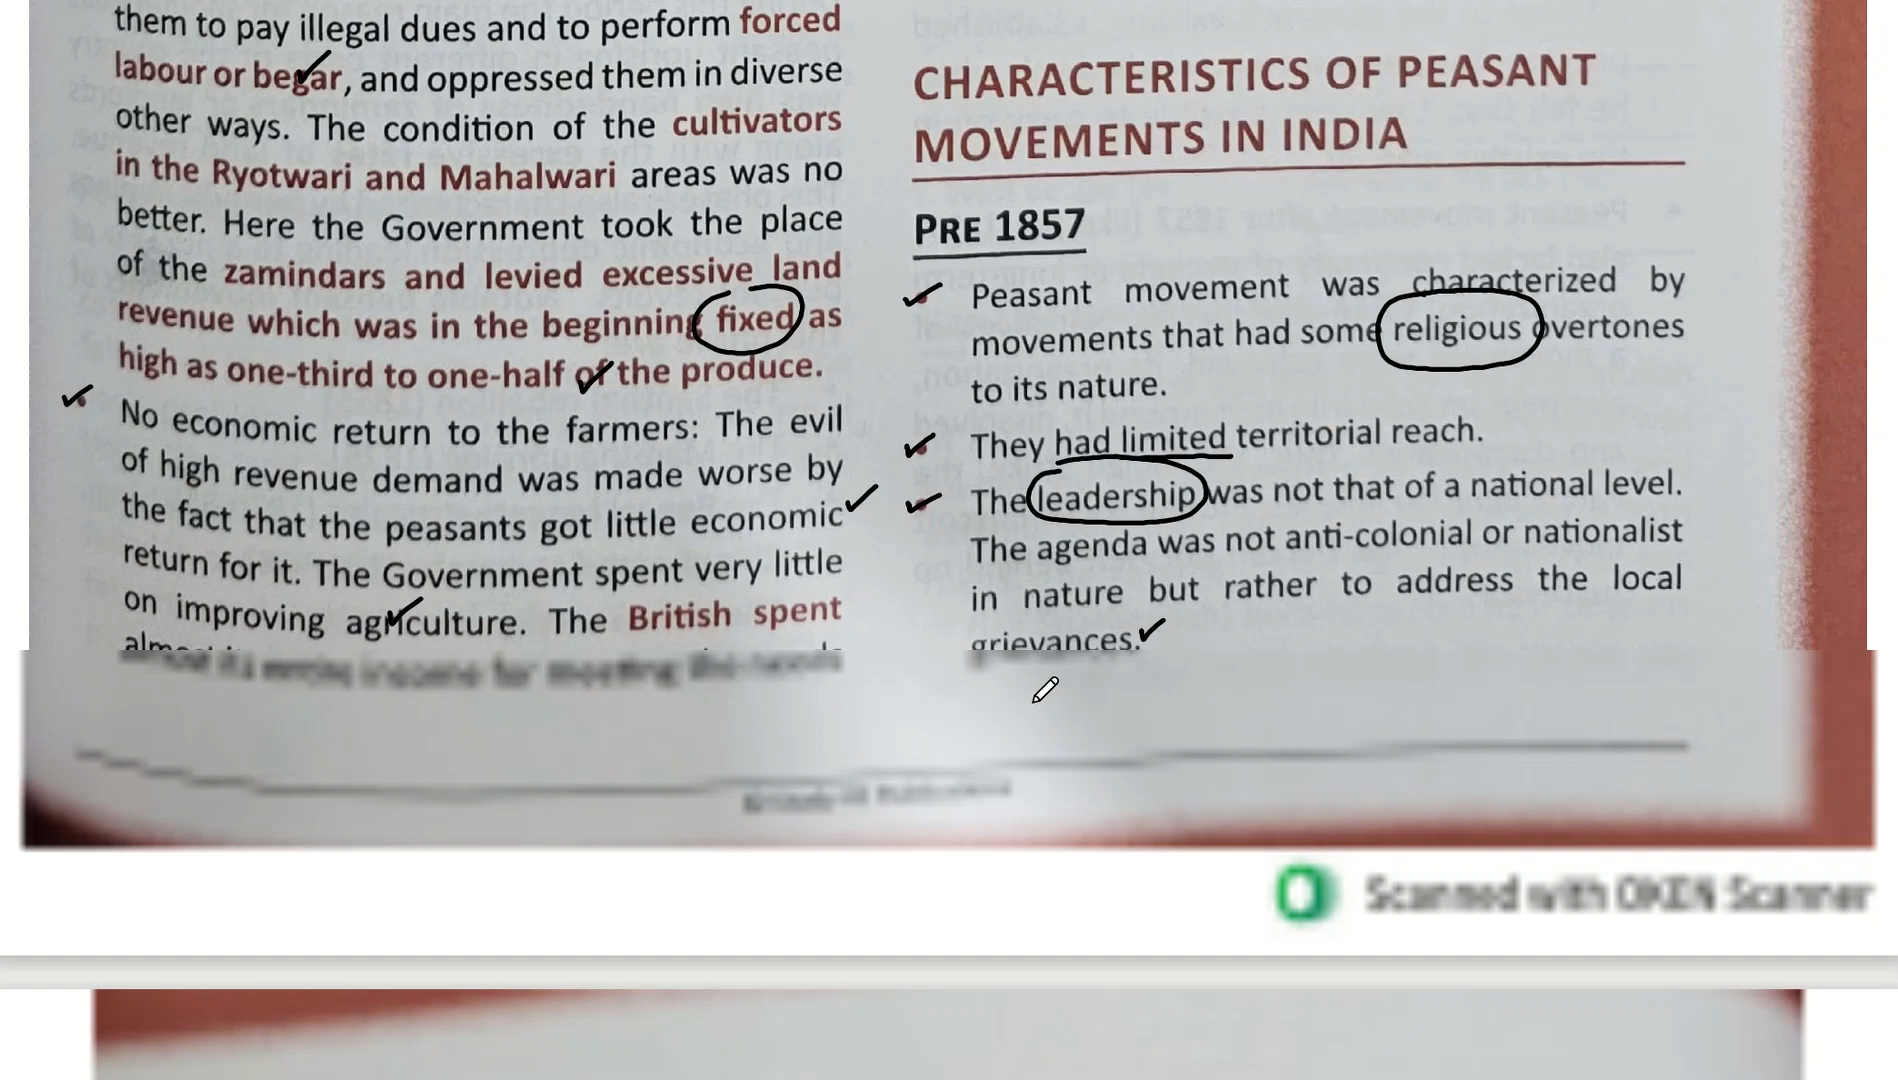 them to pay illegal dues and to perform forced
labour or begar, and oppressed them in diverse
other ways. The condition of the cultivators
in the Ryotwari and Mahalwari areas was no
better. Here the Government took the place
of the zamindars and levied excessive land
revenue which was in the beginning fixed as
high as one-third to one-half of the produce.
No economic return to the farmers: The evil
of high revenue demand was made worse by
the fact that the peasants got little economic
return for it. The Government spent very little
on improving agriculture. The British spent
almost its entire income for meeting the needs
CHARACTERISTICS OF PEASANT
MOVEMENTS IN INDIA
PRE 1857
Peasant movement was characterized by
movements that had some religious overtones
to its nature.
They had limited territorial reach.
The leadership was not that of a national level.
The agenda was not anti-colonial or nationalist
in nature but rather to address the local
grievances.
Scanned with OKEN Scanner